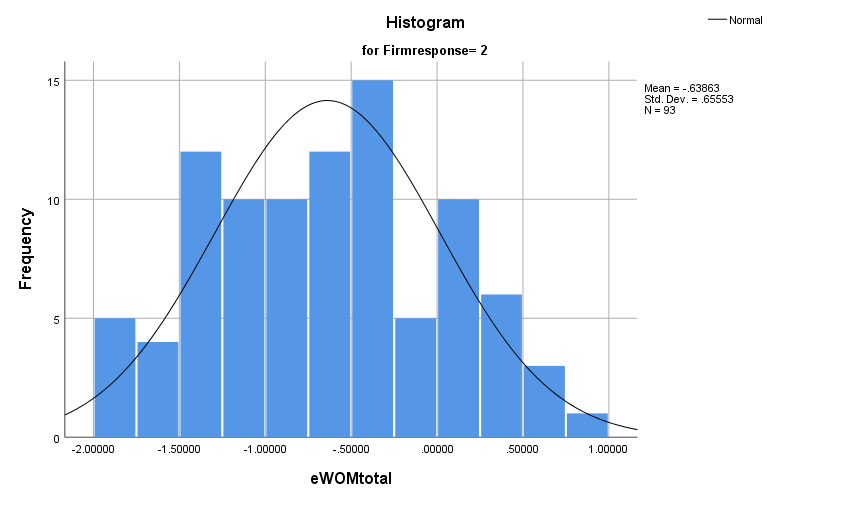 Histogram
for Firmresponse= 2
Normal
Mean = -.63863
Std. Dev. = .65553
N = 93
Frequency
15
10
5
0
-2.00000 -1.50000 -1.00000 -.50000 .00000 .50000 1.00000
eWOMtotal